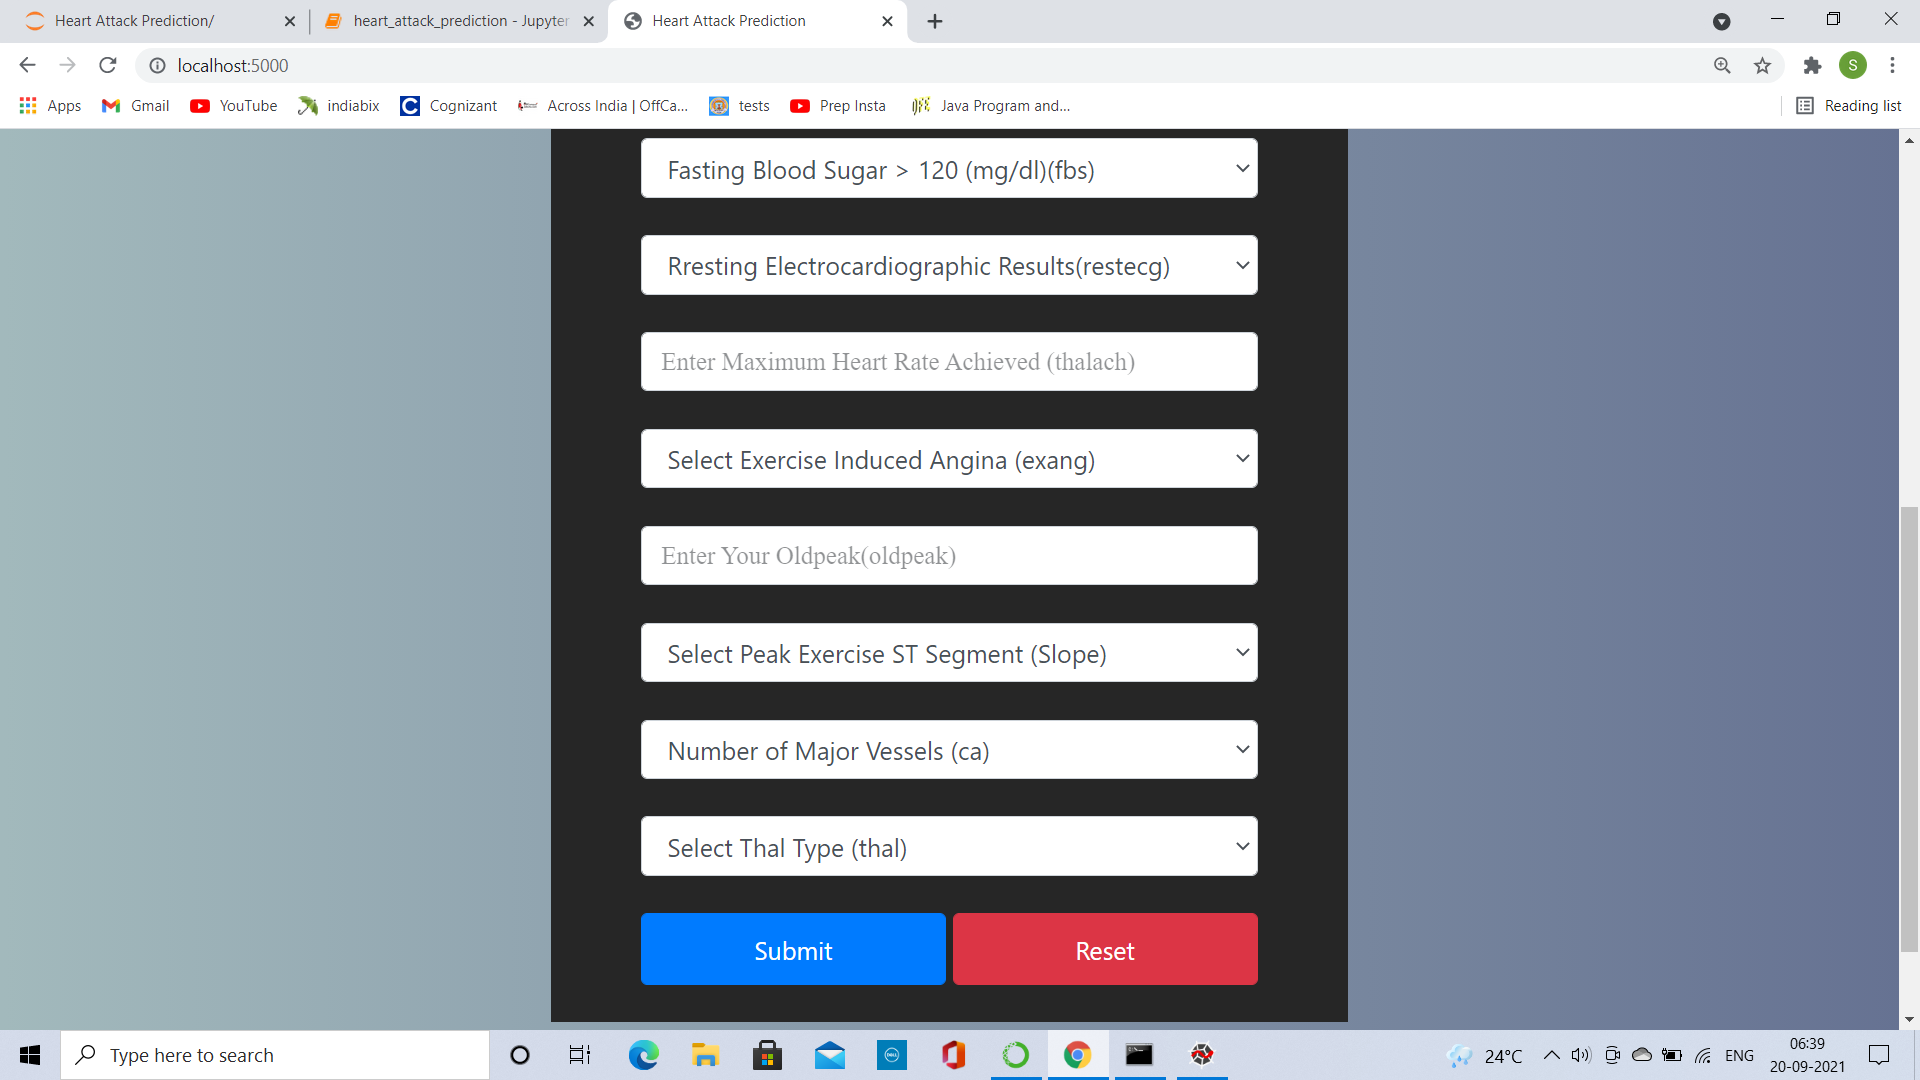 Heart Attack Prediction/
heart_attack_prediction - Jupyter
Heart Attack Prediction
localhost:5000
S
Apps
Gmail
YouTube
indiabix
C
Cognizant
Across India | OffCa...
tests
Prep Insta
Java Program and...
Reading list
Fasting Blood Sugar > 120 (mg/dl)(fbs)
Rresting Electrocardiographic Results(restecg)
Enter Maximum Heart Rate Achieved (thalach)
Select Exercise Induced Angina (exang)
Enter Your Oldpeak(oldpeak)
Select Peak Exercise ST Segment (Slope)
Number of Major Vessels (ca)
Select Thal Type (thal)
Submit
Reset
Type here to search
DELL
24°C
ENG
06:39
20-09-2021